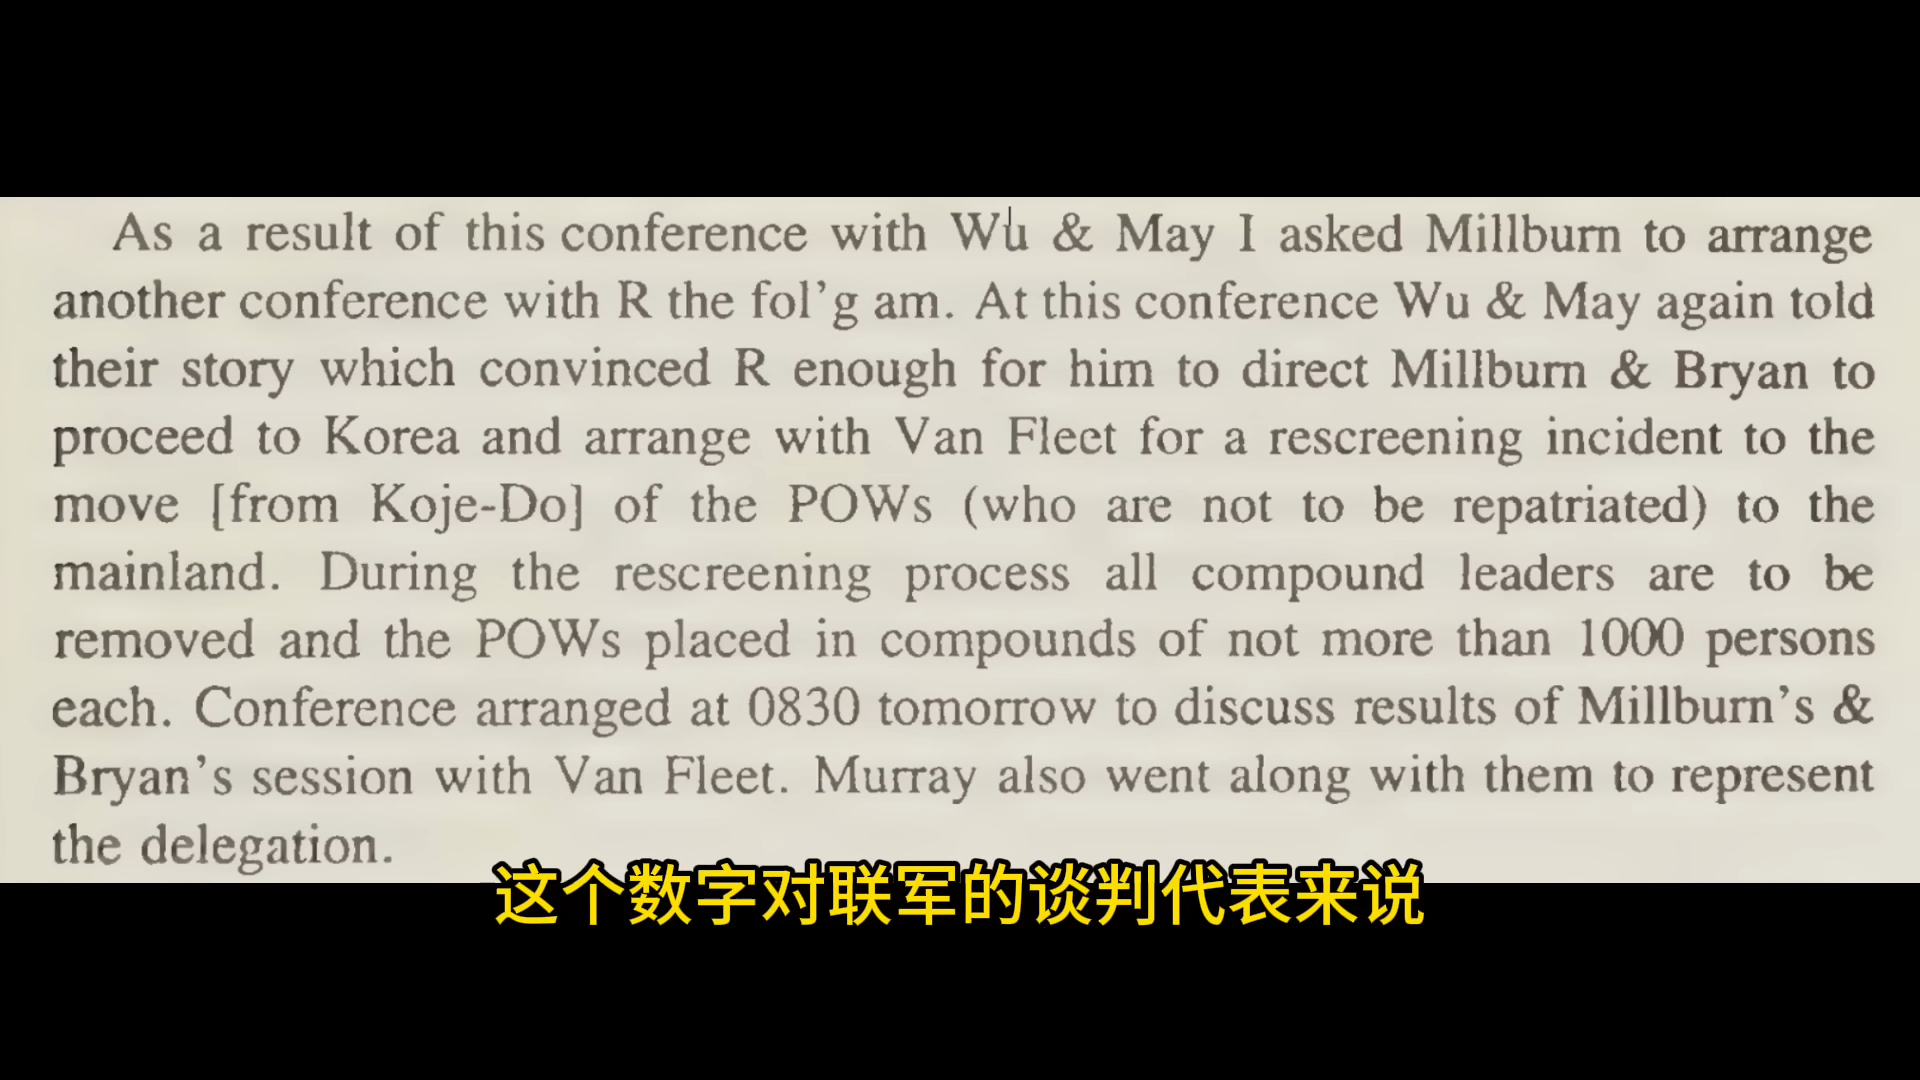 As a result of this conference with Wu & May I asked Millburn to arrange
another conference with R the fol'g am. At this conference Wu & May again told
their story which convinced R enough for him to direct Millburn & Bryan to
proceed to Korea and arrange with Van Fleet for a rescreening incident to the
move [from Koje-Do] of the POWs (who are not to be repatriated) to the
mainland. During the rescreening process all compound leaders are to be
removed and the POWs placed in compounds of not more than 1000 persons
each. Conference arranged at 0830 tomorrow to discuss results of Millburn's &
Bryan's session with Van Fleet. Murray also went along with them to represent
the delegation.
这个数字对联军的谈判代表来说